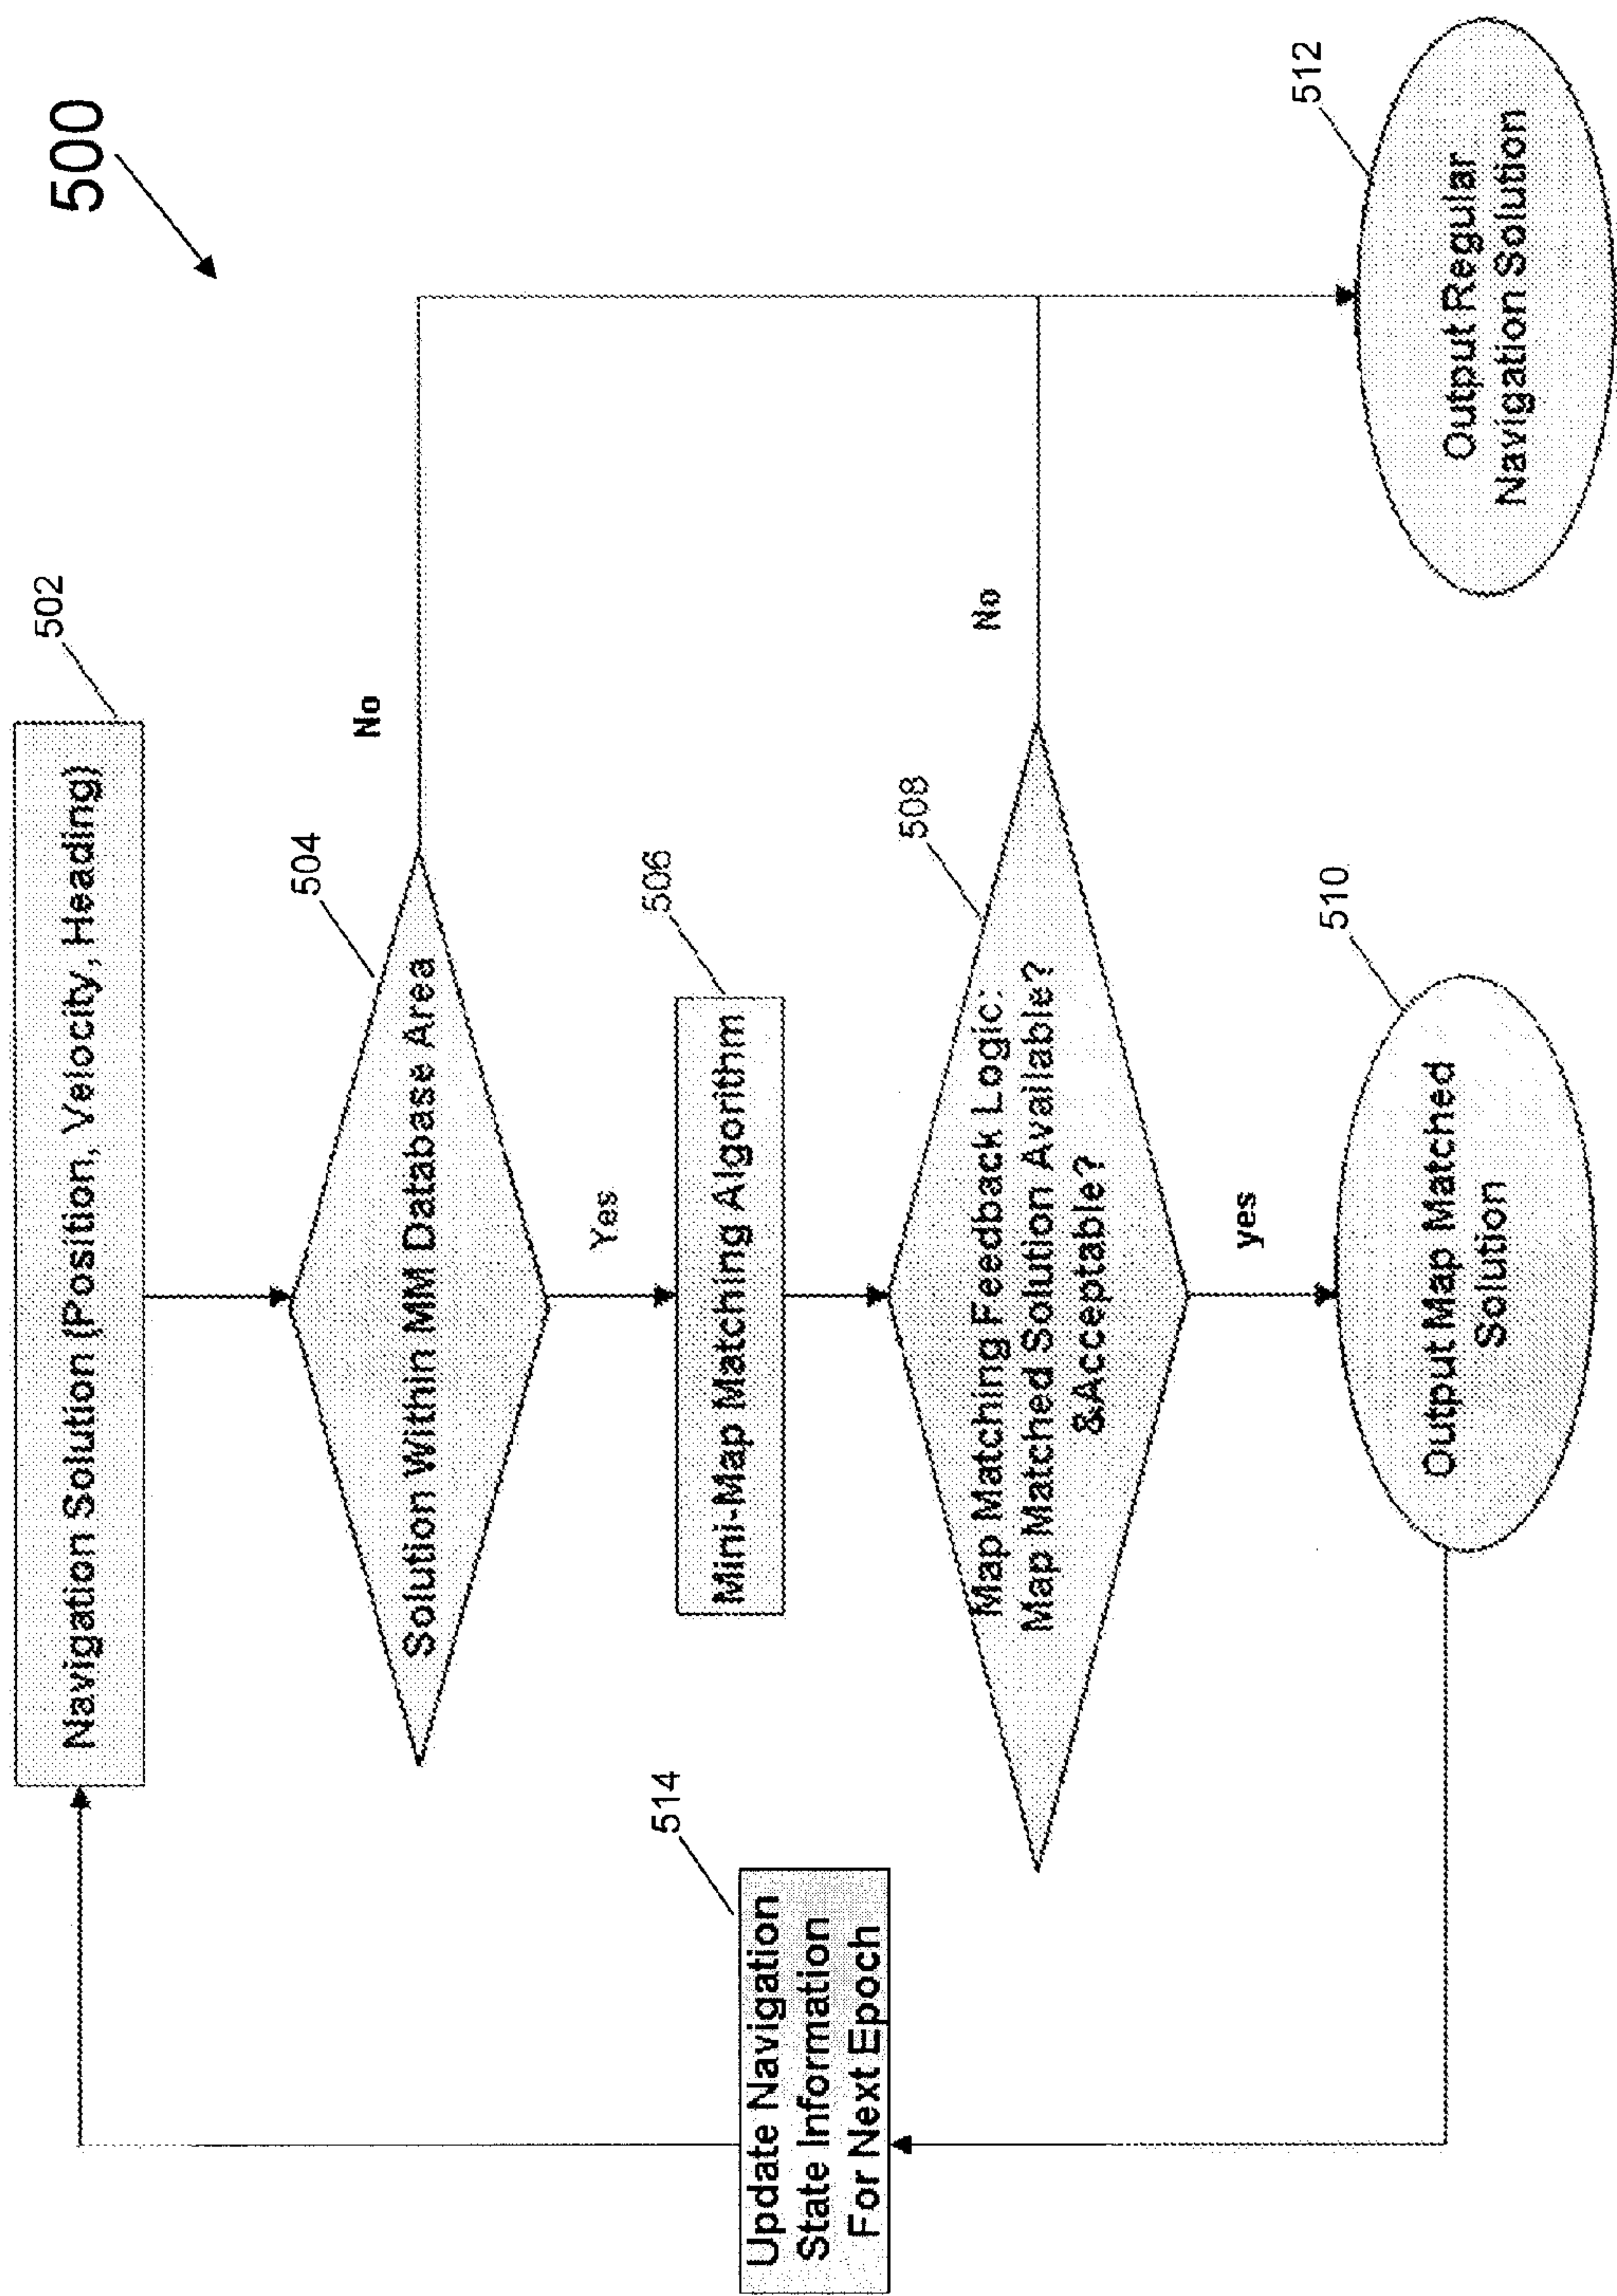 500
502
Navigation Solution (Position, Velocity, Heading)
504
Solution Within MM Database Area
No
Yes
506
Mini-Map Matching Algorithm
508
Map Matching Feedback Logic:
Map Matched Solution Available?
&Acceptable?
No
yes
510
Output Map Matched
Solution
512
Output Regular
Navigation Solution
514
Update Navigation
State Information
For Next Epoch